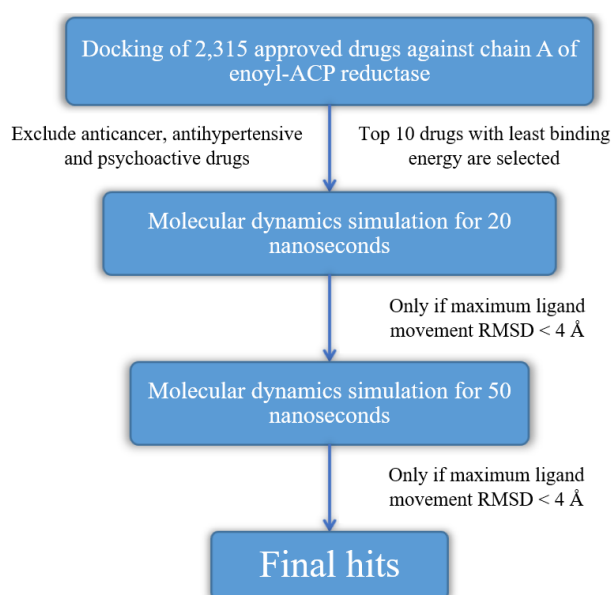 Docking of 2,315 approved drugs against chain A of
enoyl-ACP reductase
Exclude anticancer, antihypertensive
and psychoactive drugs
Top 10 drugs with least binding
energy are selected
Molecular dynamics simulation for 20
nanoseconds
Only if maximum ligand
movement RMSD < 4 Å
Molecular dynamics simulation for 50
nanoseconds
Only if maximum ligand
movement RMSD < 4 Å
Final hits